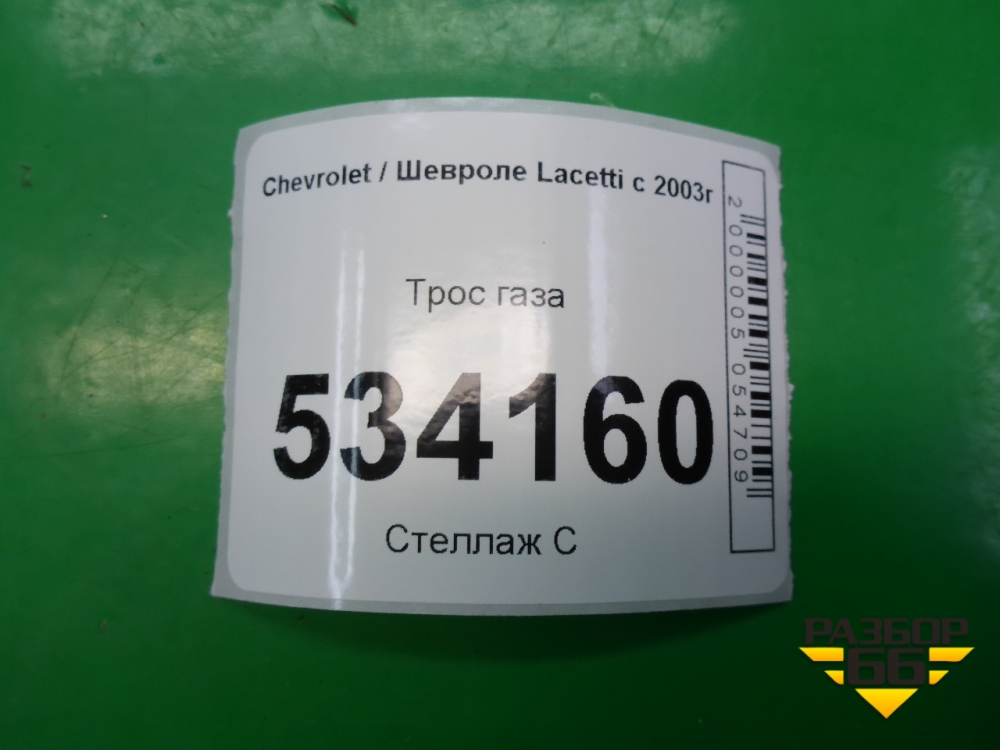 Chevrolet / Шевроле Lacetti с 2003г
Трос газа
534160
Стеллаж С
2000005054709
РАЗБОР
66